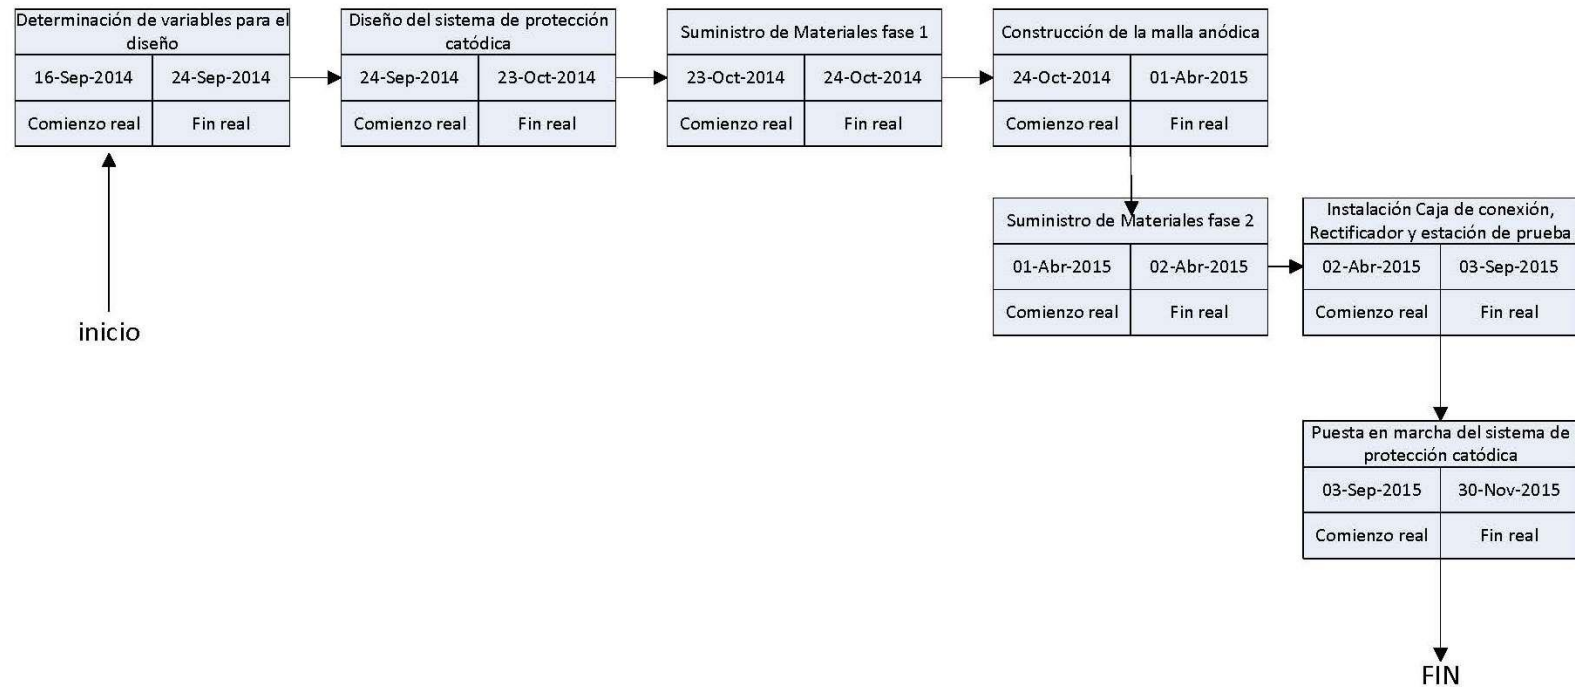 Determinación de variables para el
diseño
16-Sep-2014 24-Sep-2014
Comienzo real Fin real
Diseño del sistema de protección
catódica
24-Sep-2014 23-Oct-2014
Comienzo real Fin real
Suministro de Materiales fase 1
23-Oct-2014 24-Oct-2014
Comienzo real Fin real
Construcción de la malla anódica
24-Oct-2014 01-Abr-2015
Comienzo real Fin real
Suministro de Materiales fase 2
01-Abr-2015 02-Abr-2015
Comienzo real Fin real
Instalación Caja de conexión,
Rectificador y estación de prueba
02-Abr-2015 03-Sep-2015
Comienzo real Fin real
inicio
Puesta en marcha del sistema de
protección catódica
03-Sep-2015 30-Nov-2015
Comienzo real Fin real
FIN